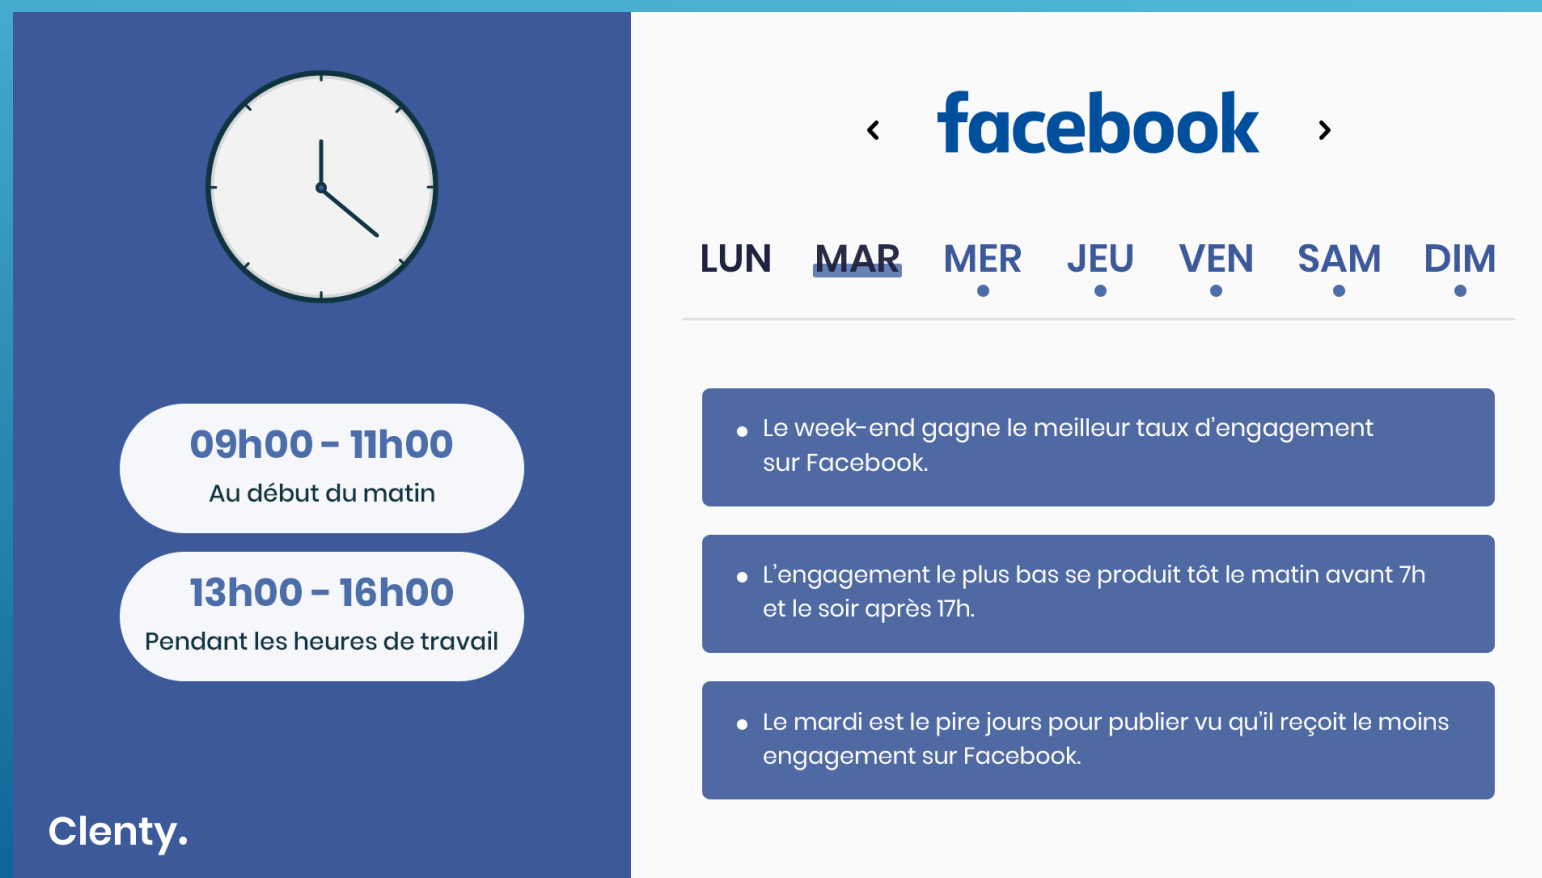 09h00 - 11h00
Au début du matin
13h00 - 16h00
Pendant les heures de travail
Clenty.
facebook
LUN MAR MER JEU VEN SAM DIM
Le week-end gagne le meilleur taux d'engagement
sur Facebook.
L'engagement le plus bas se produit tôt le matin avant 7h
et le soir après 17h.
Le mardi est le pire jours pour publier vu qu'il reçoit le moins
engagement sur Facebook.